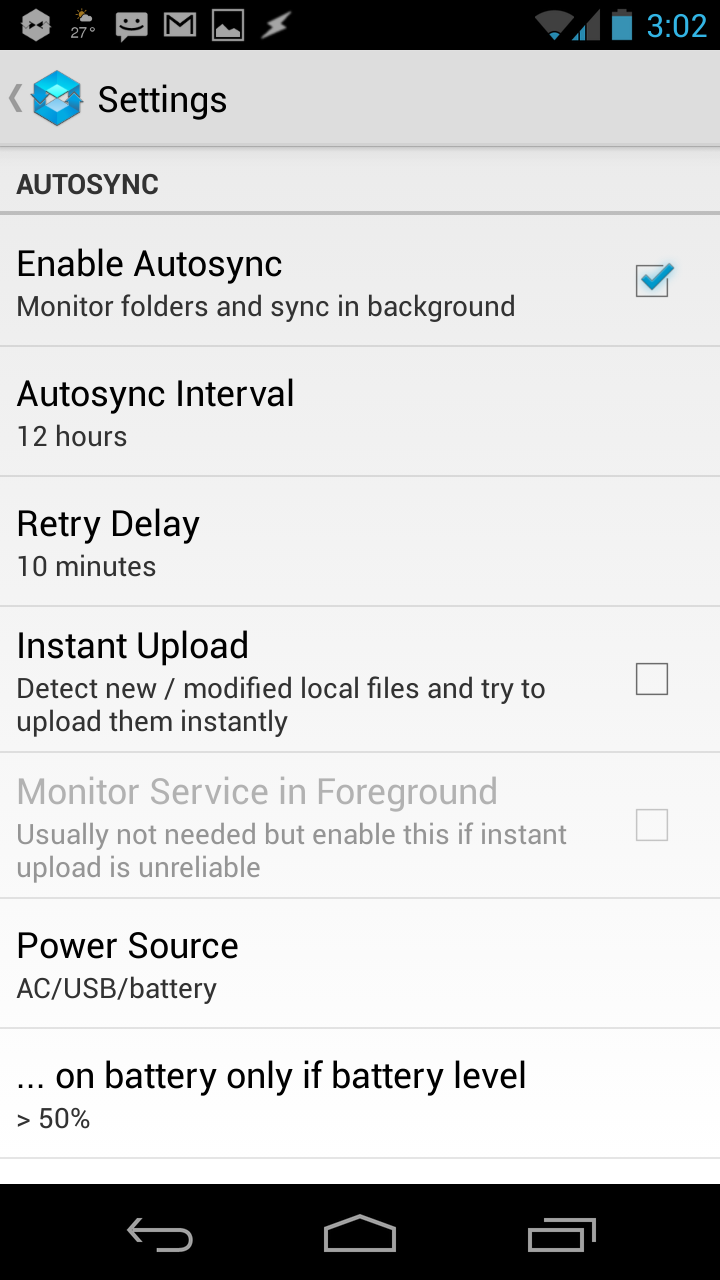 27°
3:02
Settings
AUTOSYNC
Enable Autosync
Monitor folders and sync in background
Autosync Interval
12 hours
Retry Delay
10 minutes
Instant Upload
Detect new / modified local files and try to
upload them instantly
Monitor Service in Foreground
Usually not needed but enable this if instant
upload is unreliable
Power Source
AC/USB/battery
... on battery only if battery level
> 50%